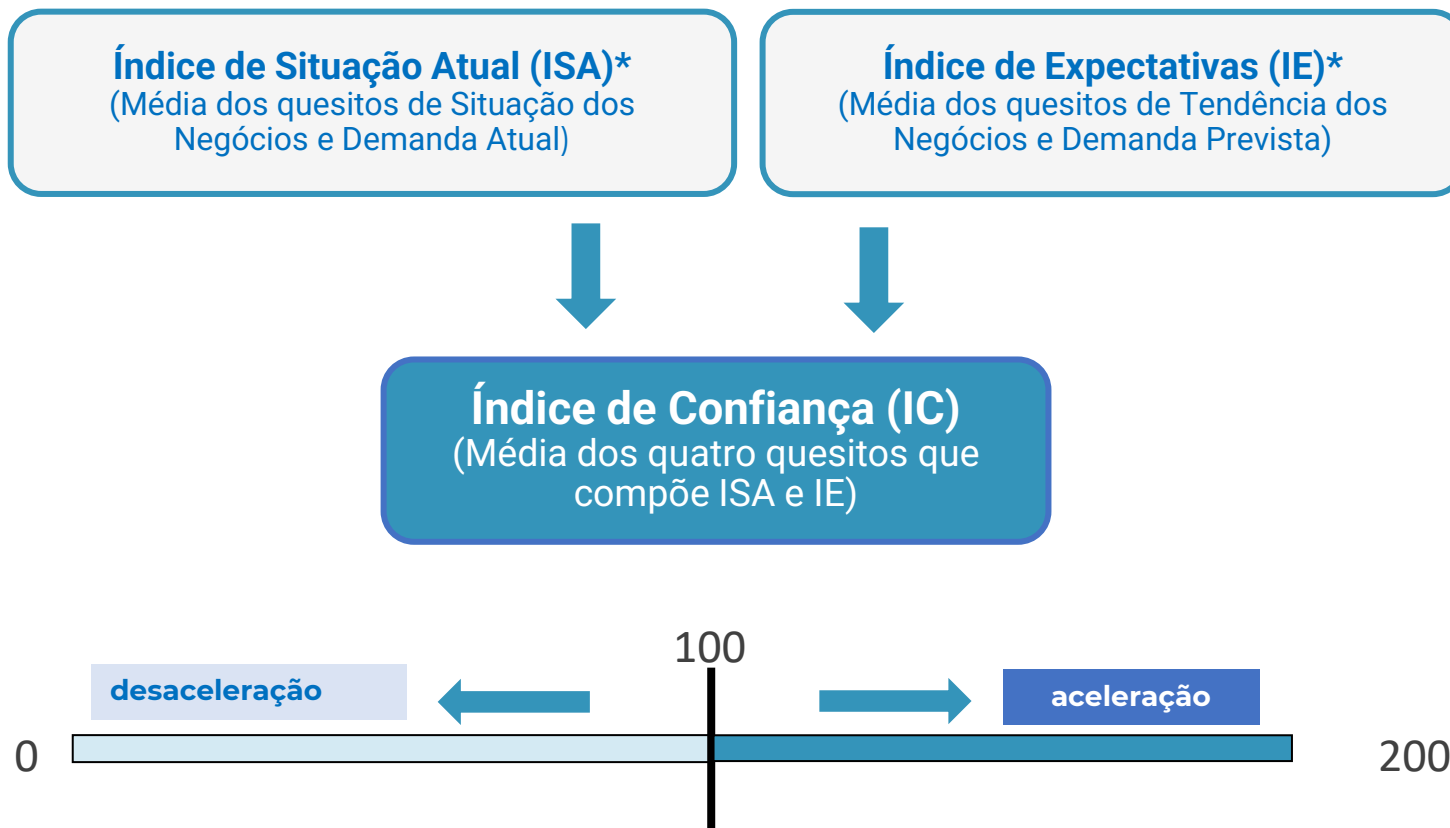 Índice de Situação Atual (ISA)*
(Média dos quesitos de Situação dos
Negócios e Demanda Atual)
Índice de Expectativas (IE)*
(Média dos quesitos de Tendência dos
Negócios e Demanda Prevista)
Índice de Confiança (IC)
(Média dos quatro quesitos que
compõe ISA e IE)
100
desaceleração
aceleração
0
200